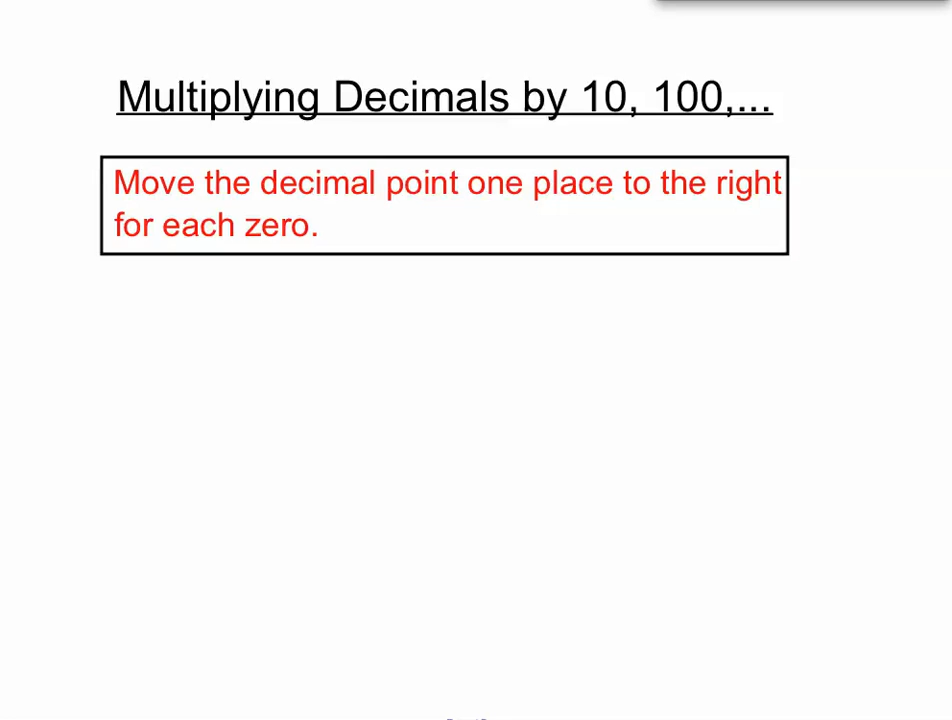 Multiplying Decimals by 10, 100,...
Move the decimal point one place to the right
for each zero.